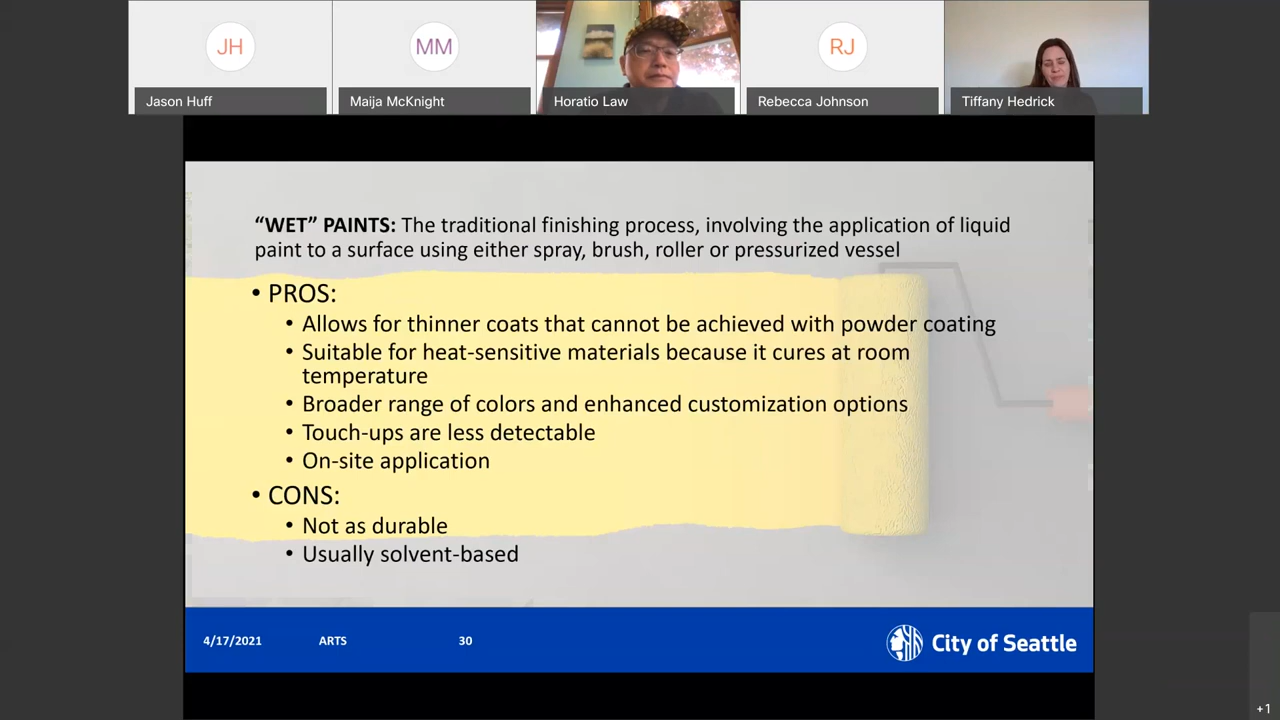 JH
MM
RJ
Jason Huff
Maija McKnight
Horatio Law
Rebecca Johnson
Tiffany Hedrick
“WET” PAINTS: The traditional finishing process, involving the application of liquid
paint to a surface using either spray, brush, roller or pressurized vessel
• PROS:
• Allows for thinner coats that cannot be achieved with powder coating
• Suitable for heat-sensitive materials because it cures at room
temperature
• Broader range of colors and enhanced customization options
• Touch-ups are less detectable
• On-site application
• CONS:
• Not as durable
• Usually solvent-based
4/17/2021 ARTS 30
City of Seattle
+1